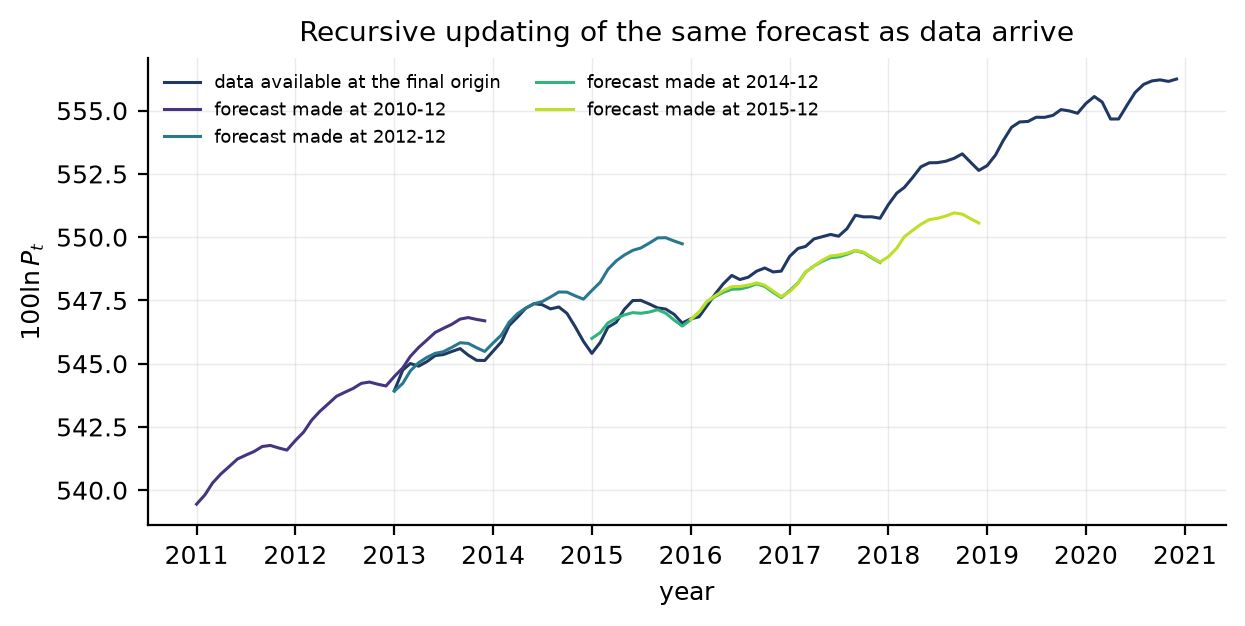 Recursive updating of the same forecast as data arrive
data available at the final origin
forecast made at 2010-12
forecast made at 2012-12
forecast made at 2014-12
forecast made at 2015-12
100 ln P_t
555.0
552.5
550.0
547.5
545.0
542.5
540.0
2011 2012 2013 2014 2015 2016 2017 2018 2019 2020 2021
year